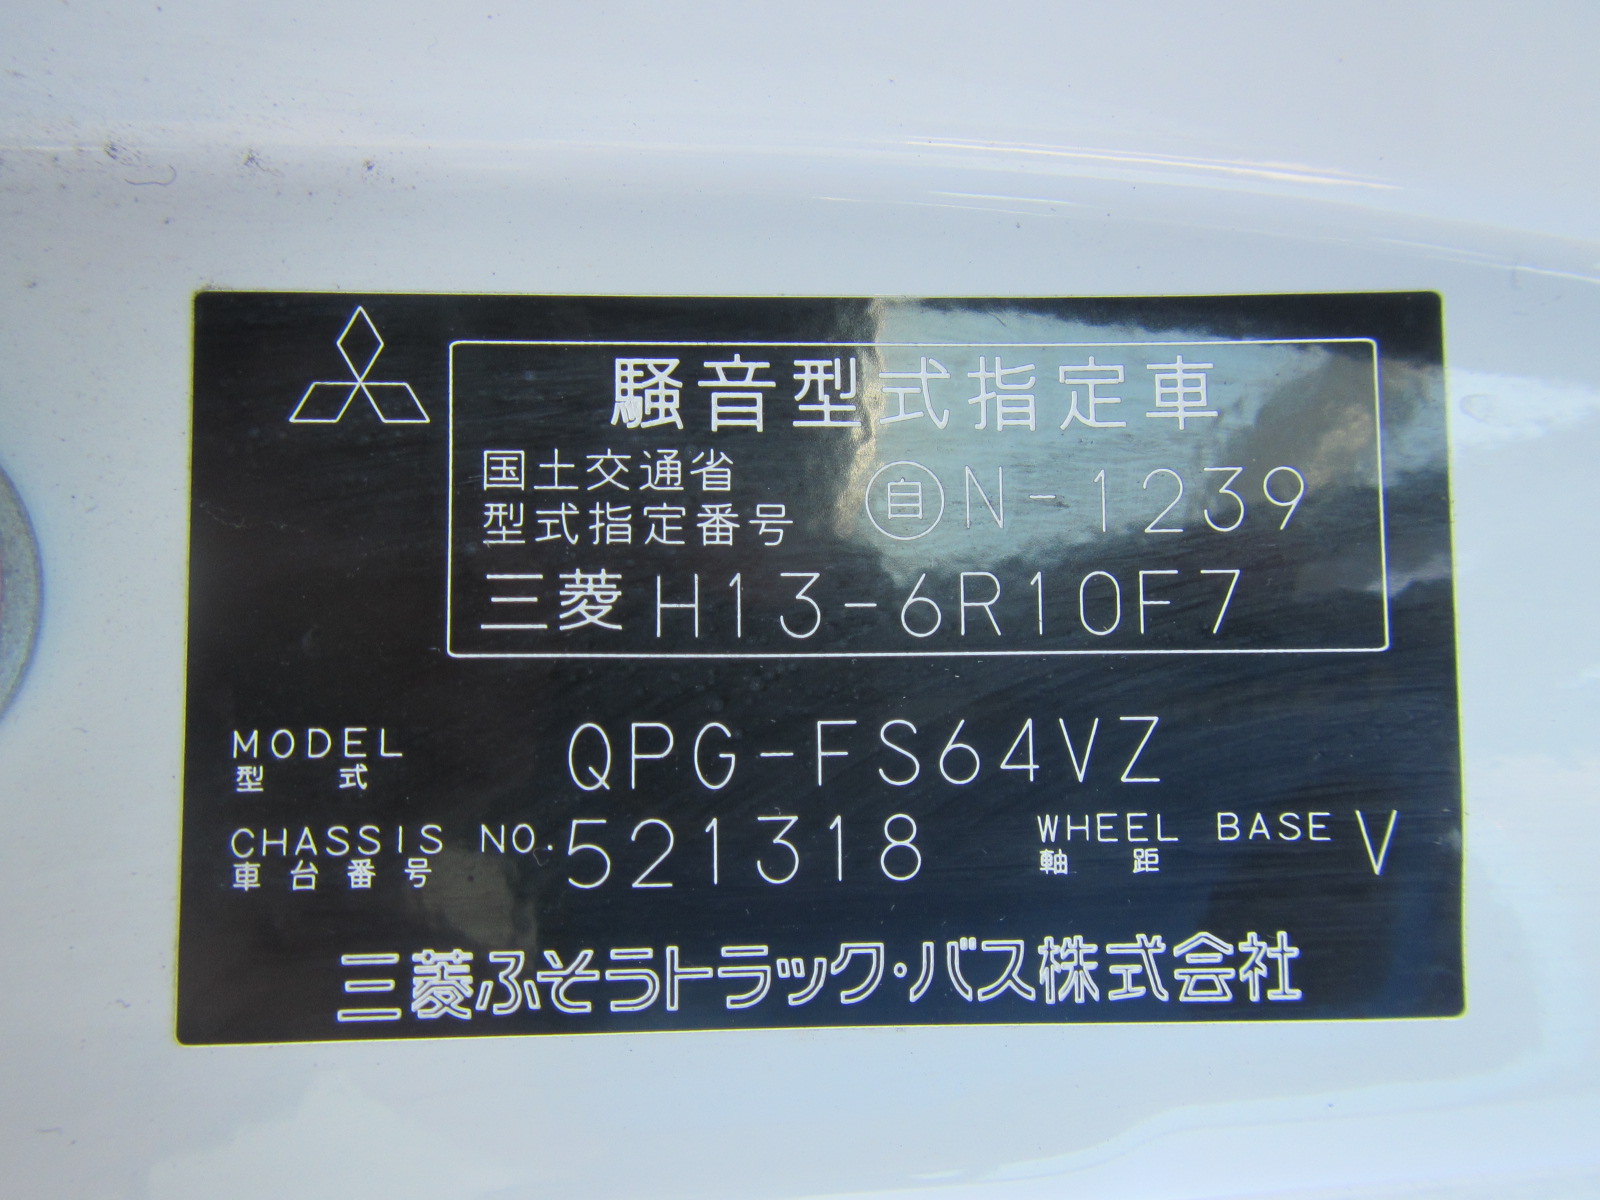 騒音型式指定車
国土交通省
型式指定番号 自 N-1239
三菱 H13-6R10F7
MODEL QPG-FS64VZ
型式
CHASSIS NO. 521318 WHEEL BASE V
車台番号 軸距
三菱ふそうトラック・バス株式会社